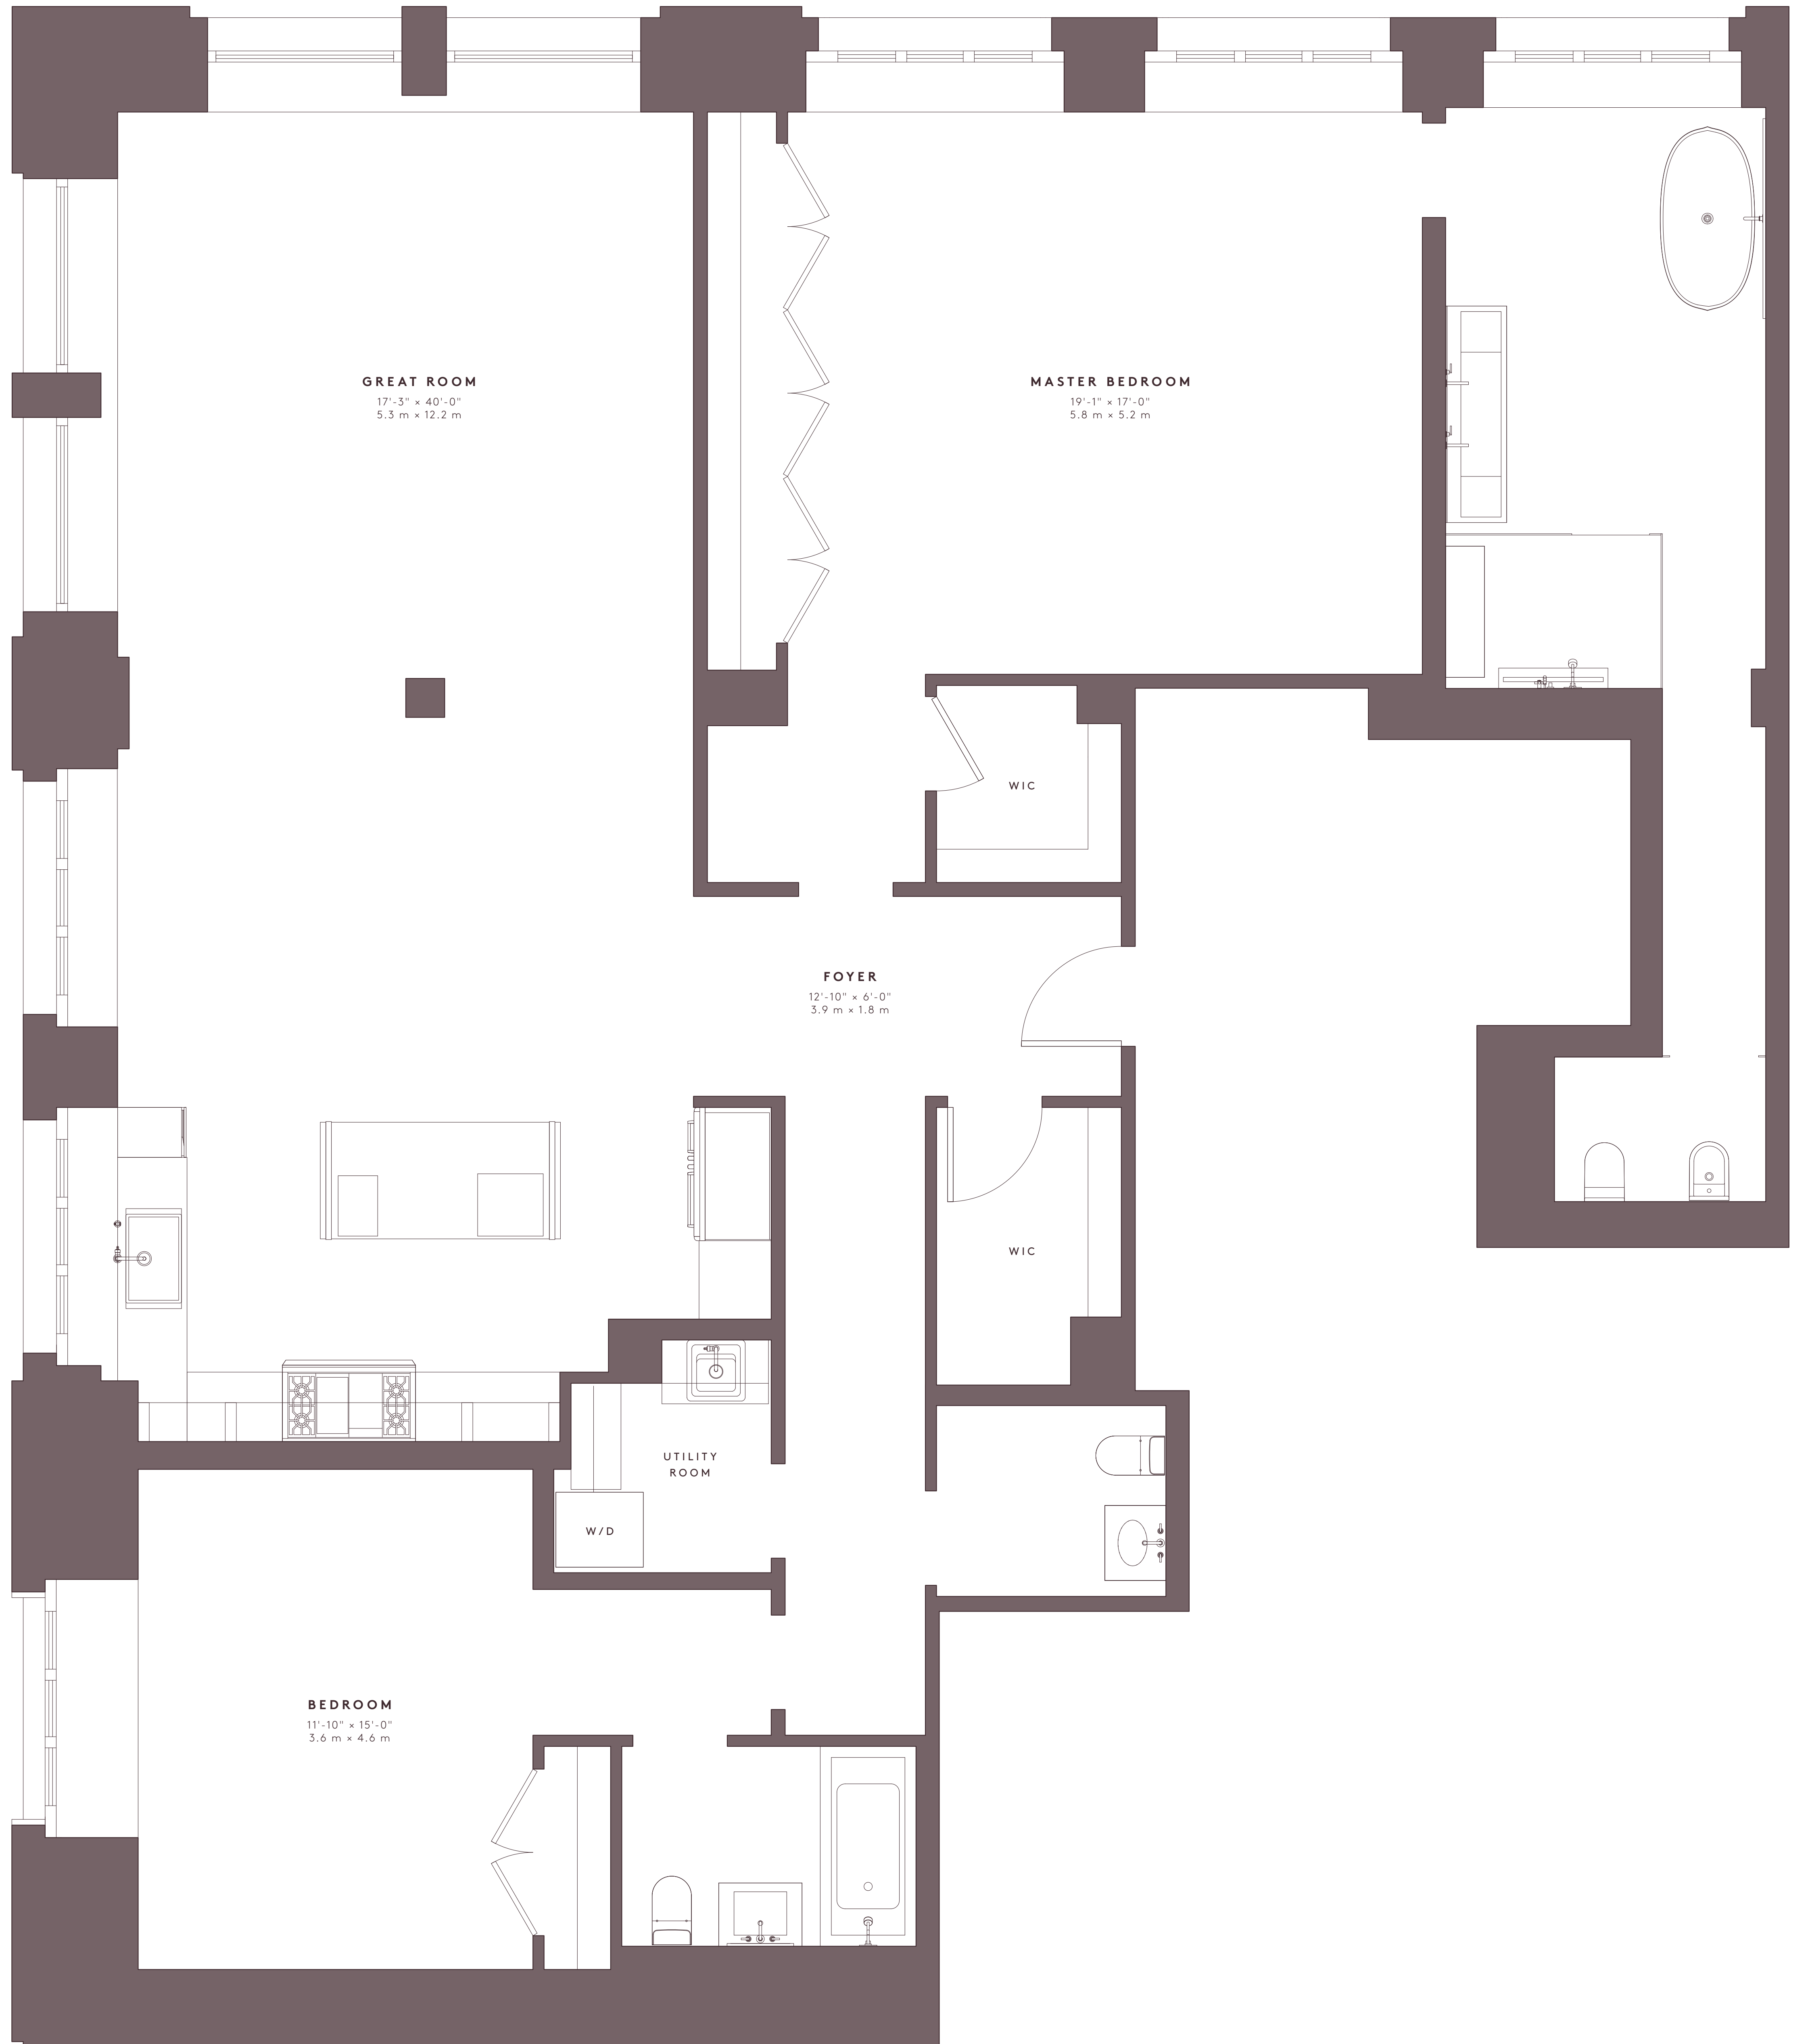 GREAT ROOM
17'-3" × 40'-0"
5.3 m × 12.2 m
MASTER BEDROOM
19'-1" × 17'-0"
5.8 m × 5.2 m
WIC
FOYER
12'-10" × 6'-0"
3.9 m × 1.8 m
WIC
UTILITY
ROOM
W/D
BEDROOM
11'-10" × 15'-0"
3.6 m × 4.6 m